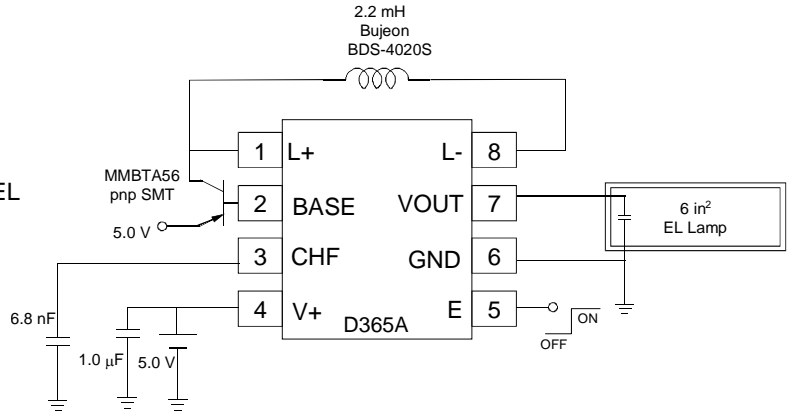 2.2 mH
Bujeon
BDS-4020S
EL
MMBTA56
pnp SMT
5.0 V
1
L+
L-
8
2
BASE
VOUT
7
3
CHF
GND
6
4
V+
E
5
D365A
6 in²
EL Lamp
6.8 nF
1.0 μF
5.0 V
ON
OFF